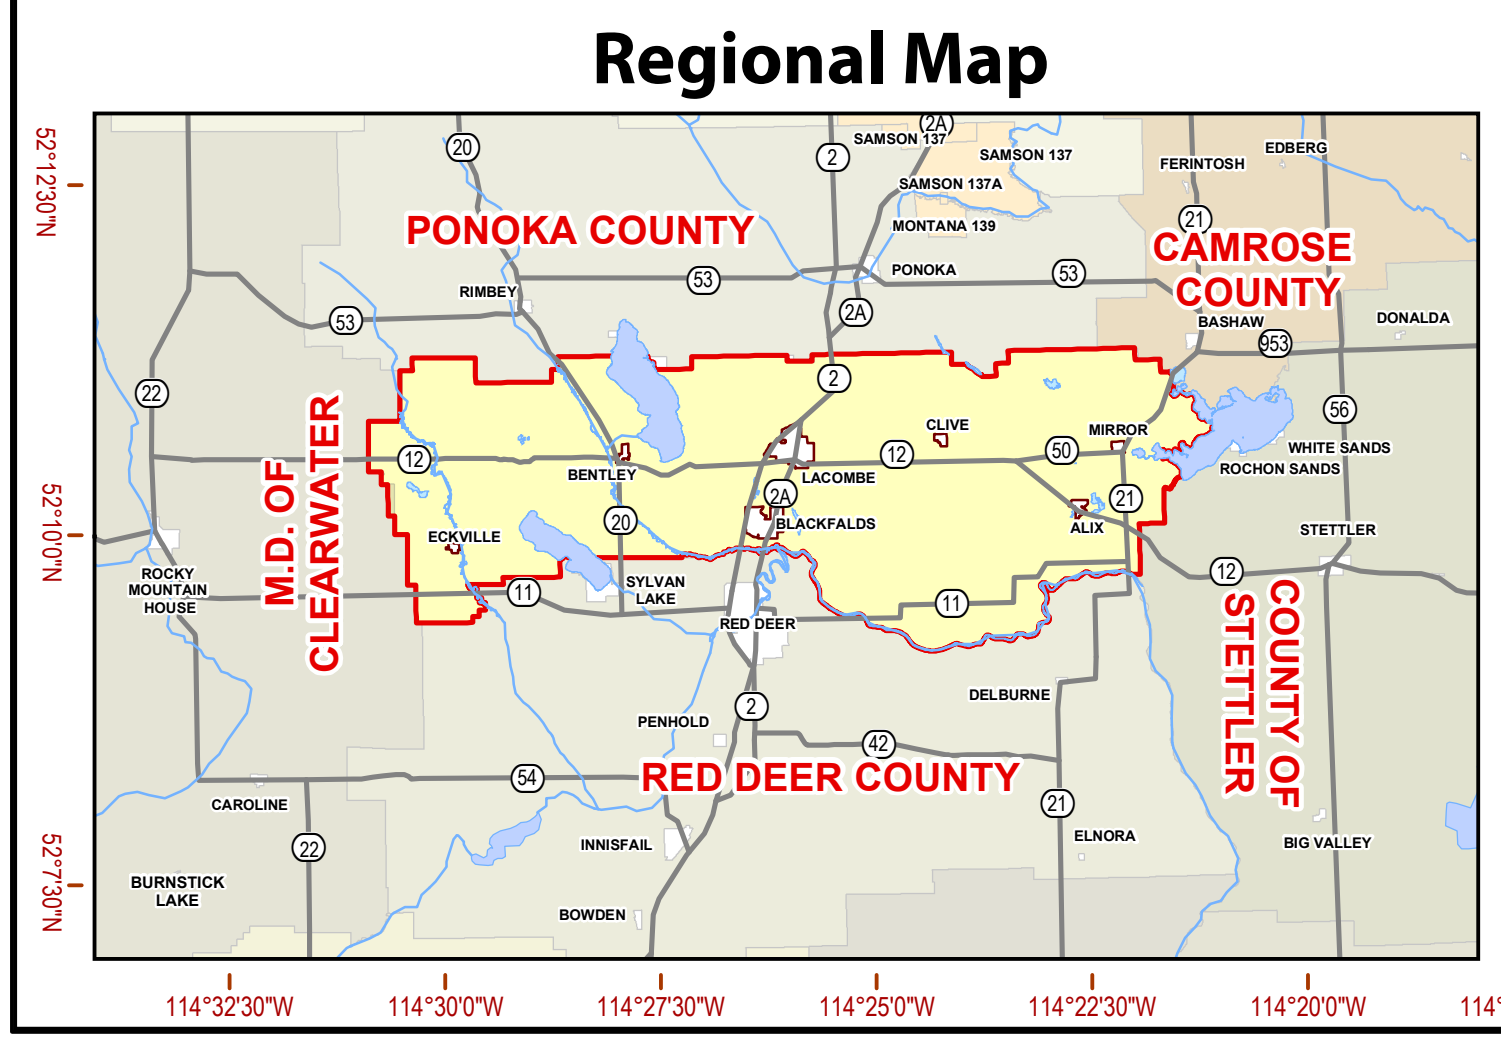 Regional Map
52°12'30"N
52°10'0"N
52°7'30"N
20
2
2A
SAMSON 137
SAMSON 137
SAMSON 137A
MONTANA 139
FERINTOSH
EDBERG
21
PONOKA COUNTY
CAMROSE
COUNTY
53
PONOKA
53
RIMBEY
53
2A
BASHAW
953
DONALDA
22
2
56
M.D. OF
CLEARWATER
12
BENTLEY
CLIVE
MIRROR
12
50
WHITE SANDS
ROCHON SANDS
LACOMBE
2A
21
20
BLACKFALDS
ALIX
ECKVILLE
STETTLER
ROCKY
MOUNTAIN
HOUSE
11
SYLVAN
LAKE
12
11
RED DEER
COUNTY OF
STETTLER
DELBURNE
2
PENHOLD
42
54
RED DEER COUNTY
CAROLINE
21
22
INNISFAIL
ELNORA
BIG VALLEY
BURNSTICK
LAKE
BOWDEN
114°32'30"W
114°30'0"W
114°27'30"W
114°25'0"W
114°22'30"W
114°20'0"W
114°